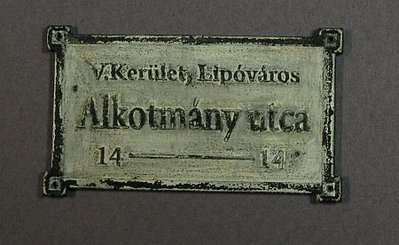 V. Kerület, Lipóváros
Alkotmány utca
14 — 14